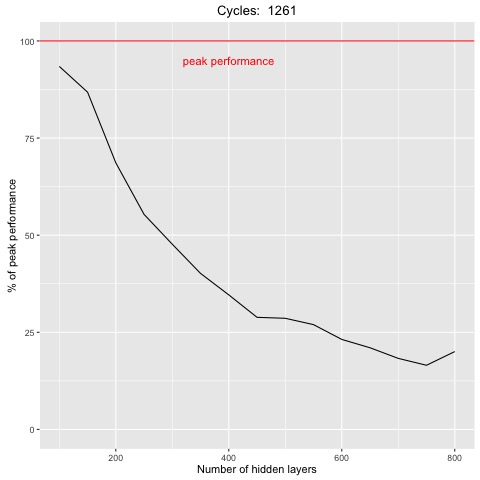 Cycles: 1261
100
peak performance
75
% of peak performance
50
25
0
200 400 600 800
Number of hidden layers